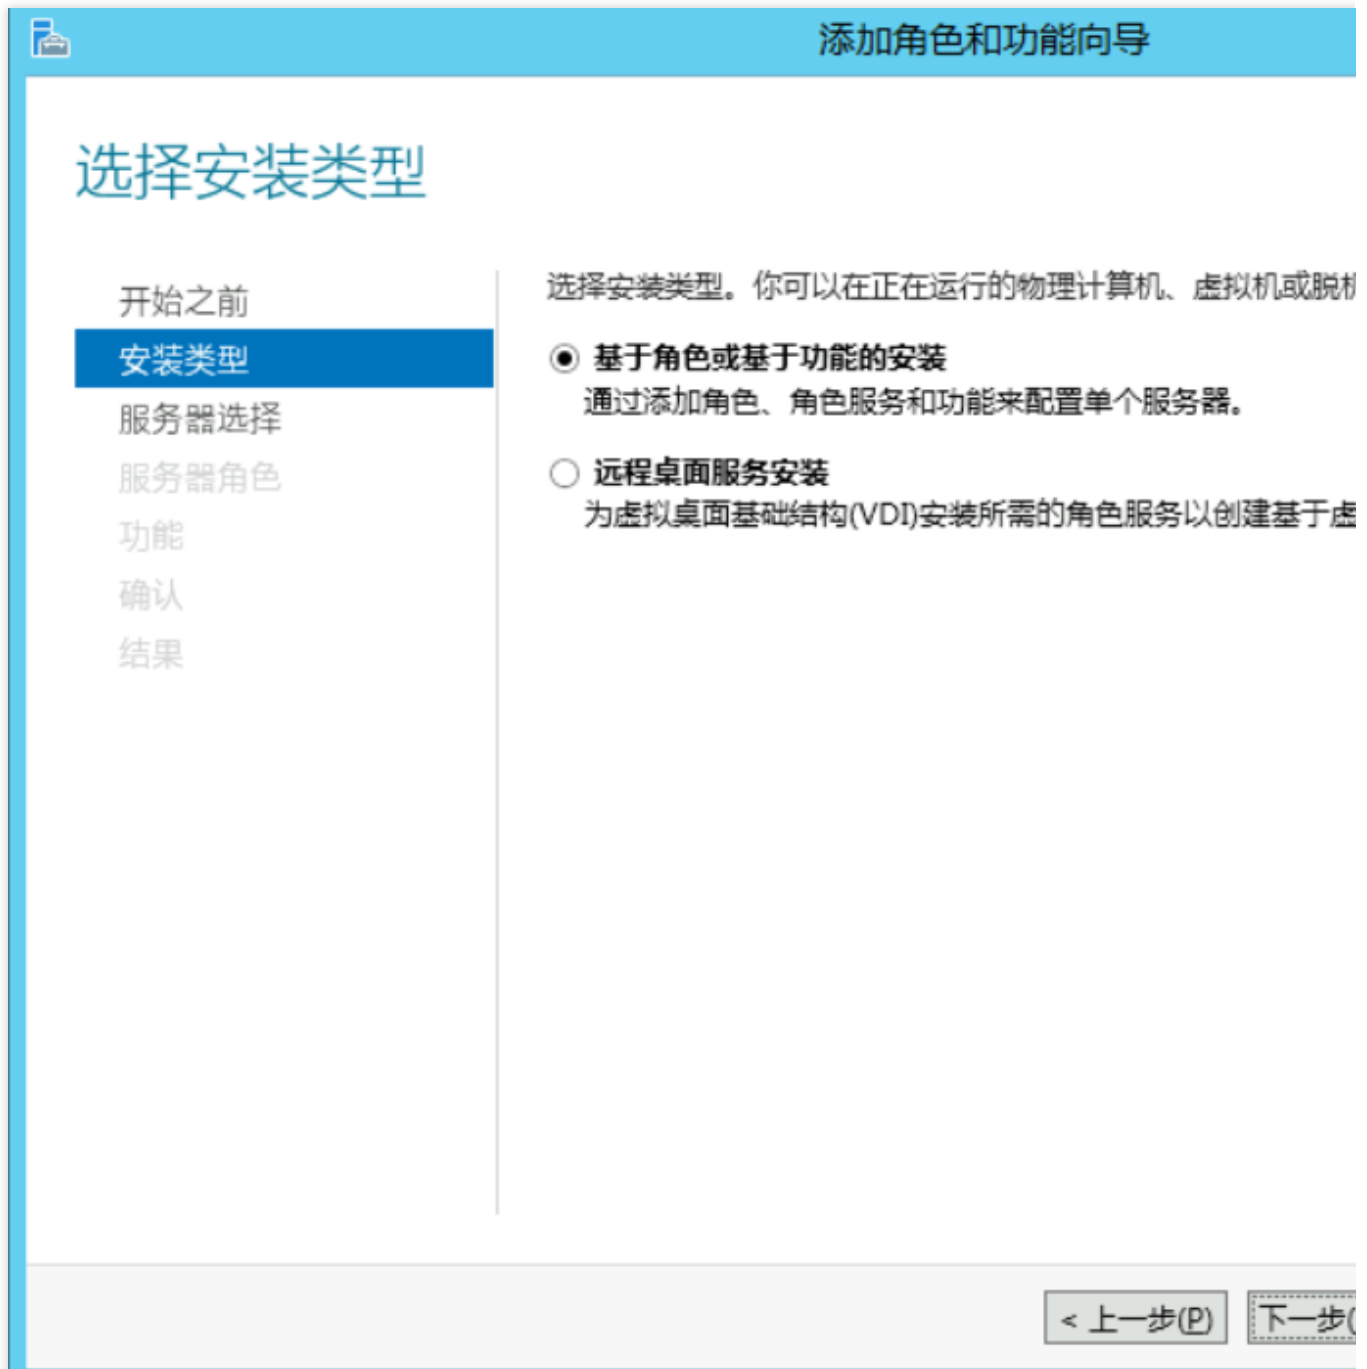 添加角色和功能向导
选择安装类型
开始之前
安装类型
服务器选择
服务器角色
功能
确认
结果
选择安装类型。你可以在正在运行的物理计算机、虚拟机或脱机
基于角色或基于功能的安装
通过添加角色、角色服务和功能来配置单个服务器。
远程桌面服务安装
为虚拟桌面基础结构(VDI)安装所需的角色服务以创建基于虚
< 上一步(P)
下一步(